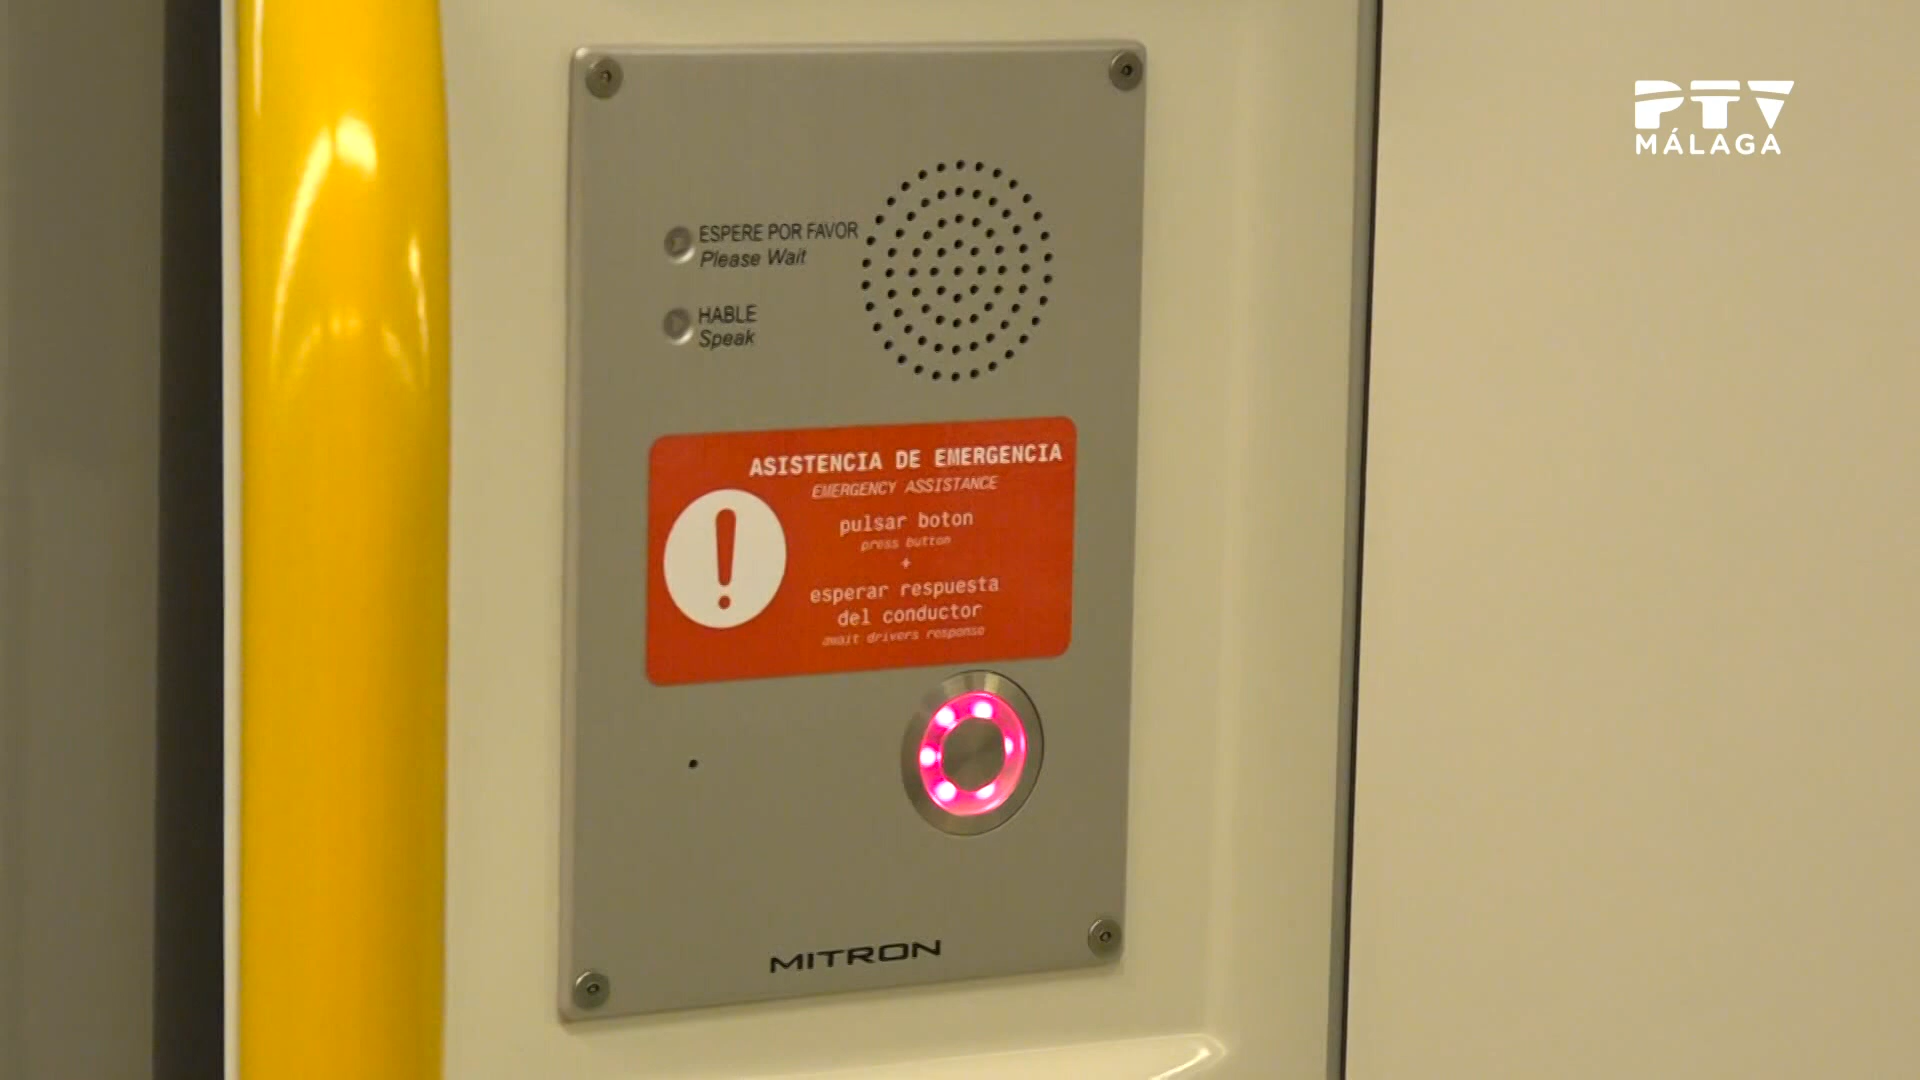 PTV
MÁLAGA
ESPERE POR FAVOR
Please Wait
HABLE
Speak
ASISTENCIA DE EMERGENCIA
EMERGENCY ASSISTANCE
pulsar boton
press button
+
esperar respuesta
del conductor
await drivers response
MITRON